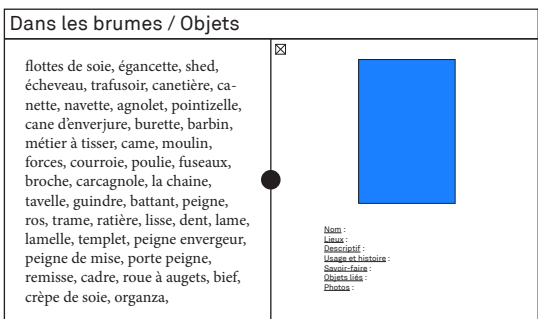 Dans les brumes / Objets
flottes de soie, égancette, shed,
écheveau, trafusoir, canetière, ca-
nette, navette, agnolet, pointizelle,
cane d'enverjure, burette, barbin,
métier à tisser, came, moulin,
forces, courroie, poulie, fuseaux,
broche, carcagnole, la chaine,
tavelle, guindre, battant, peigne,
ros, trame, ratière, lisse, dent, lame,
lamelle, templet, peigne envergeur,
peigne de mise, porte peigne,
remisse, cadre, roue à augets, bief,
crèpe de soie, organza,
Nom :
Lieux :
Descriptif :
Usage et histoire :
Savoir-faire :
Objets liés :
Photos :